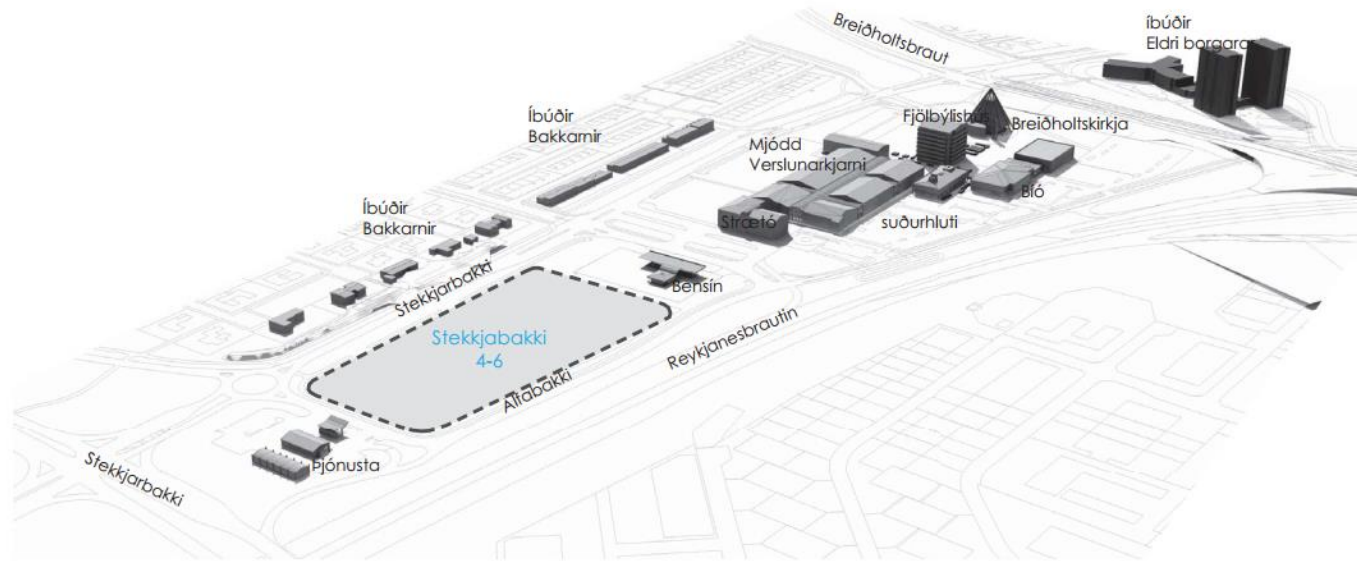 Breiðholtsbraut
íbúðir
Eldri borgara
Íbúðir
Bakkarnir
Fjölbýlishús
Breiðholtskirkja
Mjódd
Verslunarkjarni
Bíó
Íbúðir
Bakkarnir
Strætó
suðurhluti
Stekkjarbakki
Bensín
Stekkjabakki
4-6
Reykjanesbrautin
Álfabakki
Stekkjarbakki
Þjónusta